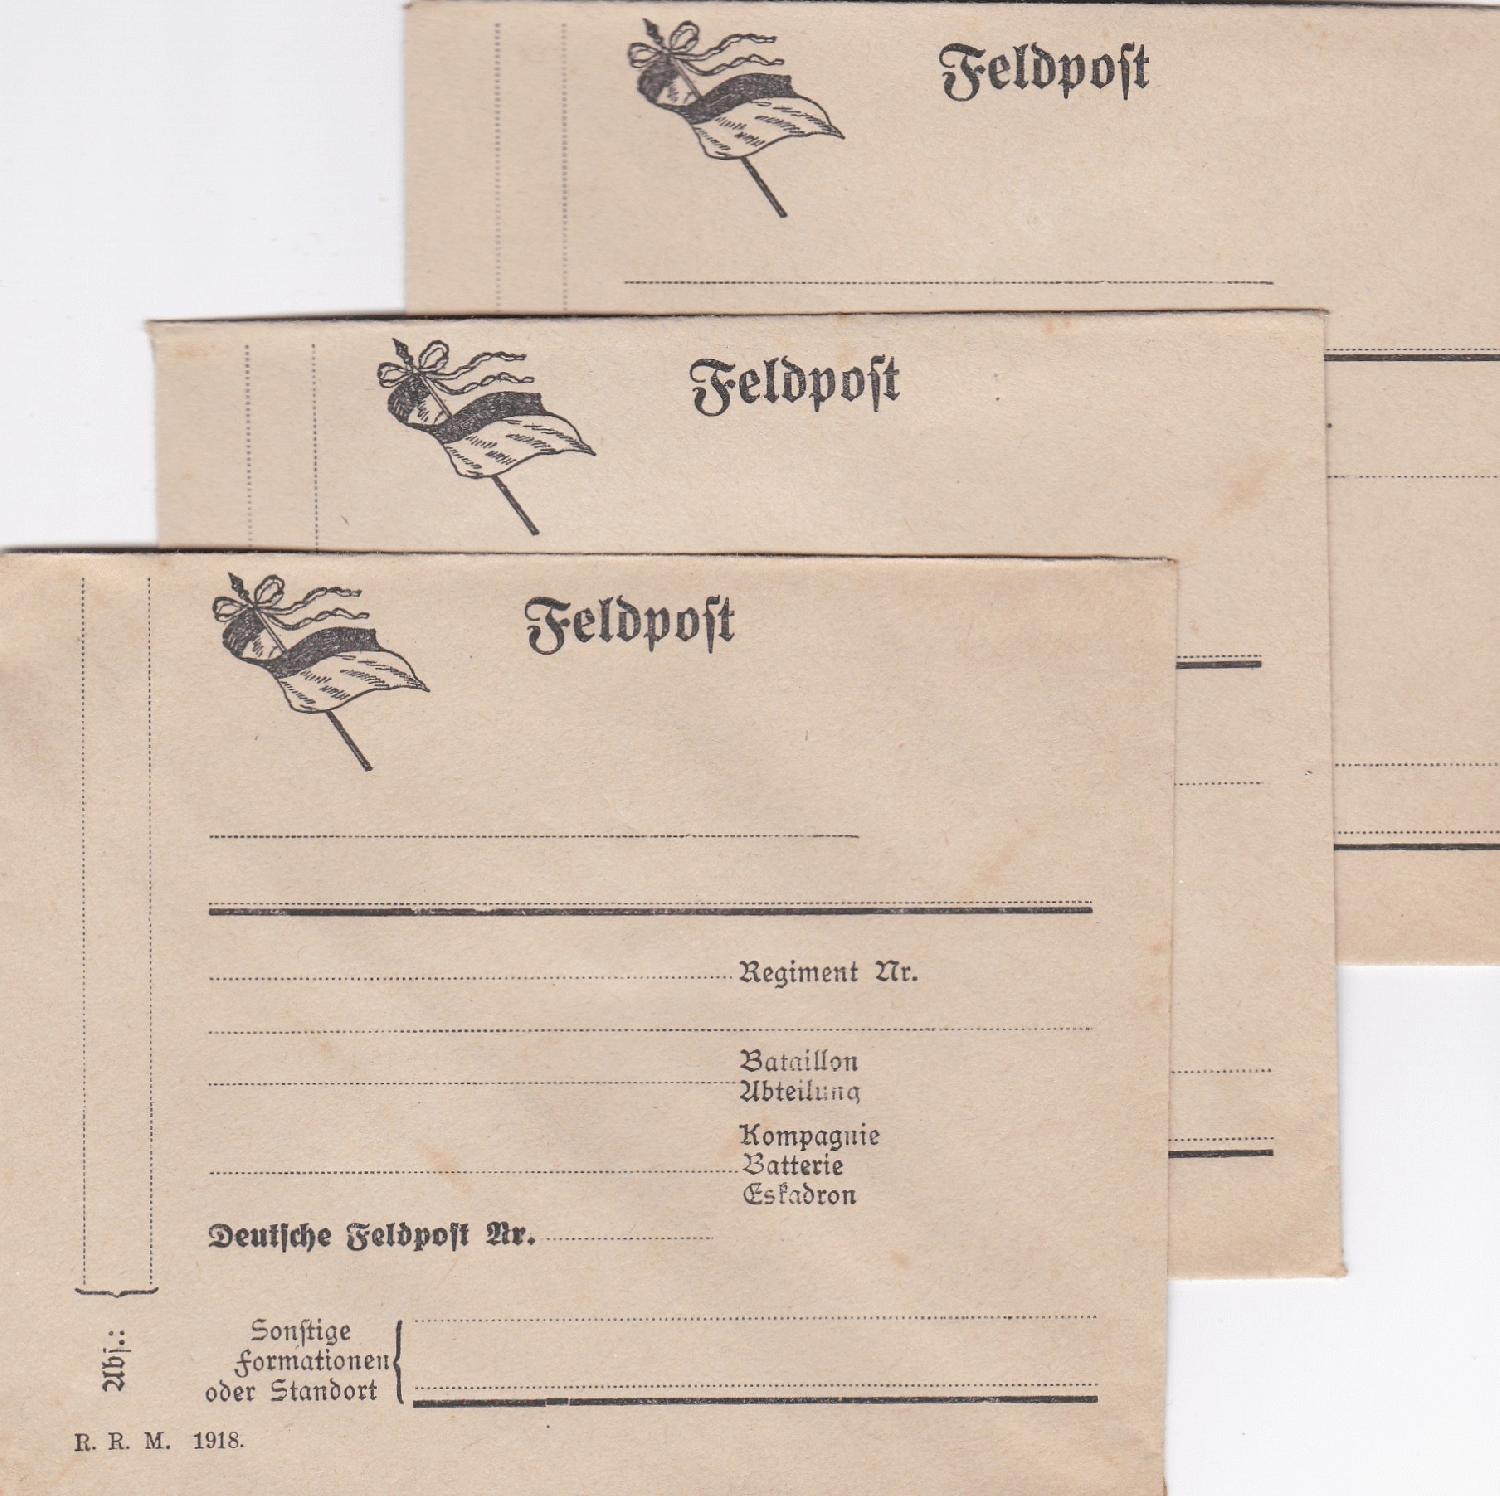 Feldpost
Feldpost
Feldpost
Regiment Nr.
Bataillon
Abteilung
Kompagnie
Batterie
Eskadron
Deutsche Feldpost Nr.
Sonstige
Formationen
oder Standort
Abs.:
R. R. M. 1918.